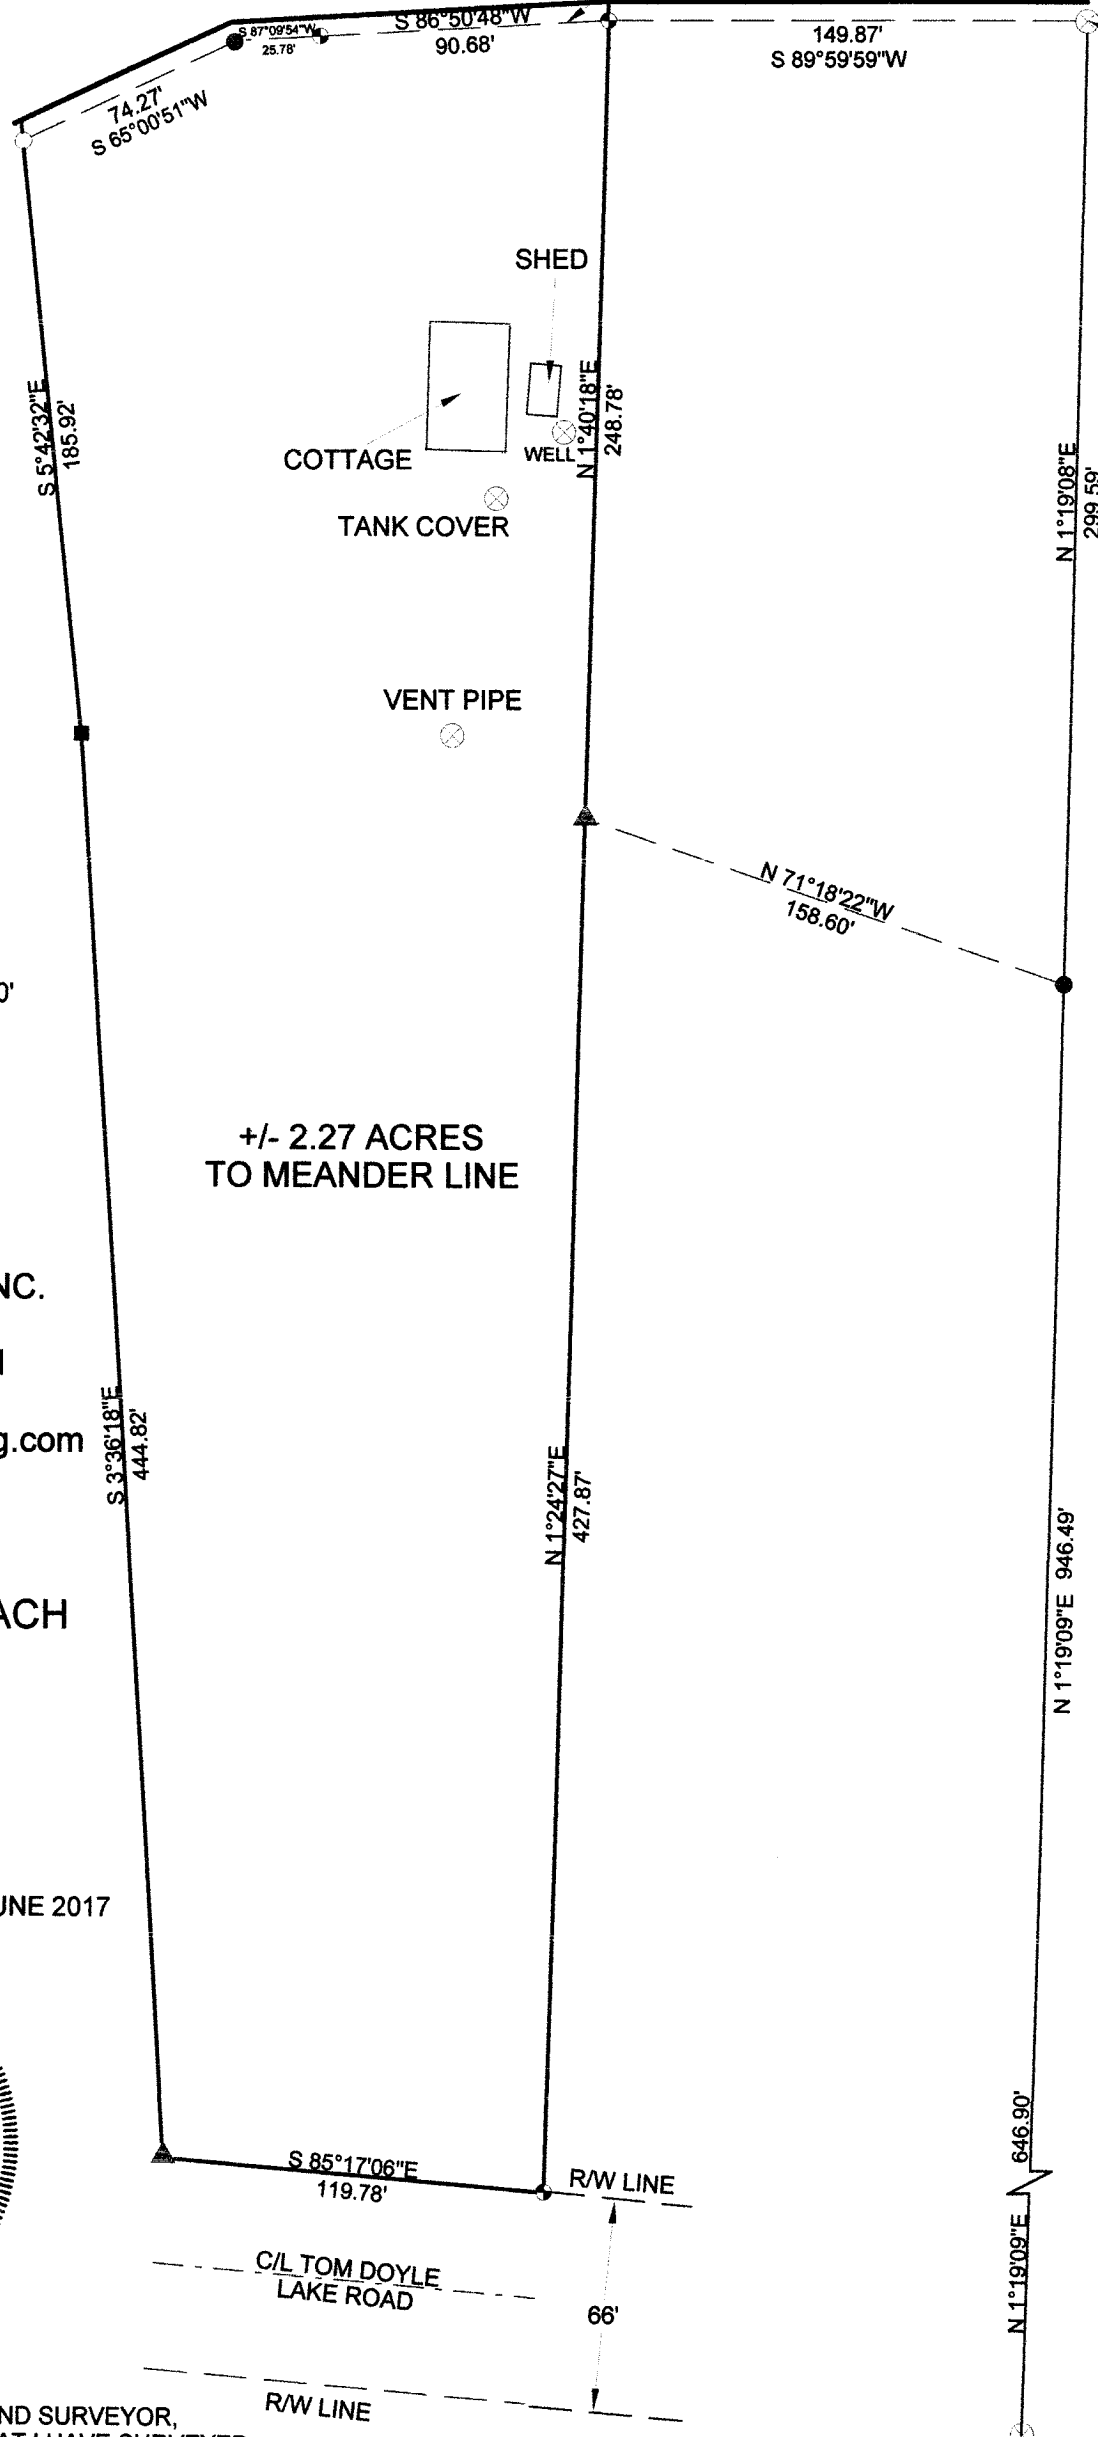 S 86°50'48"W
S 87°09'54"W
25.78'
90.68'
149.87'
S 89°59'59"W
74.27'
S 65°00'51"W
SHED
S 5°42'32"E
185.92'
N 1°40'18"E
248.78'
COTTAGE
WELL
N 1°19'08"E
299.59'
TANK COVER
VENT PIPE
N 71°18'22"W
158.60'
0'
+/- 2.27 ACRES
TO MEANDER LINE
NC.
g.com
S 3°36'18"E
444.82'
N 1°24'27"E
427.87'
N 1°19'09"E 946.49'
ACH
UNE 2017
646.90'
S 85°17'06"E
119.78'
R/W LINE
C/L TOM DOYLE
LAKE ROAD
66'
N 1°19'09"E
R/W LINE
ND SURVEYOR,